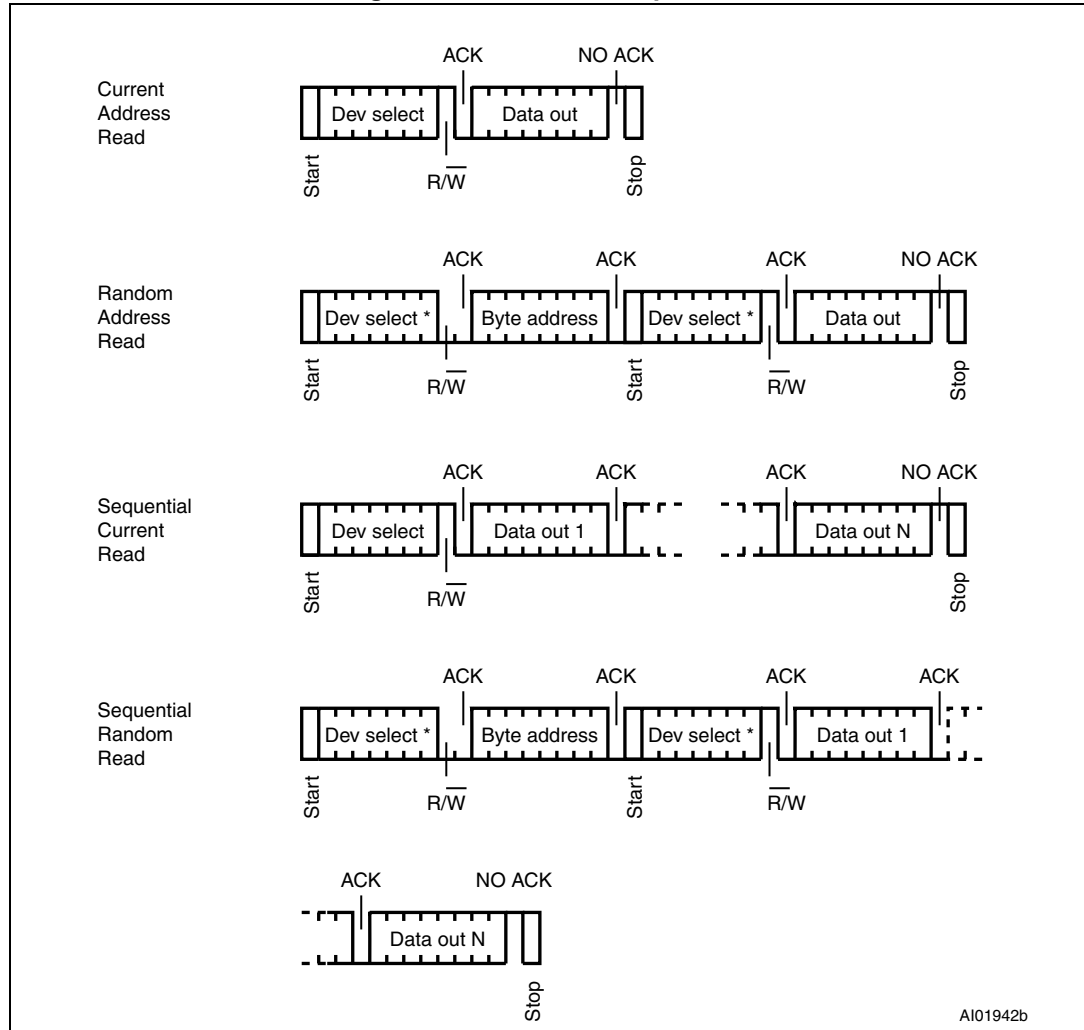 ACK NO ACK
Current
Address
Read
Dev select Data out
Start R/W̅ Stop
ACK ACK ACK NO ACK
Random
Address
Read
Dev select * Byte address Dev select * Data out
Start R/W̅ Start R̅/W Stop
ACK ACK ACK NO ACK
Sequential
Current
Read
Dev select Data out 1 Data out N
Start R/W̅ Stop
ACK ACK ACK ACK
Sequential
Random
Read
Dev select * Byte address Dev select * Data out 1
Start R/W̅ Start R̅/W
ACK NO ACK
Data out N
Stop
AI01942b